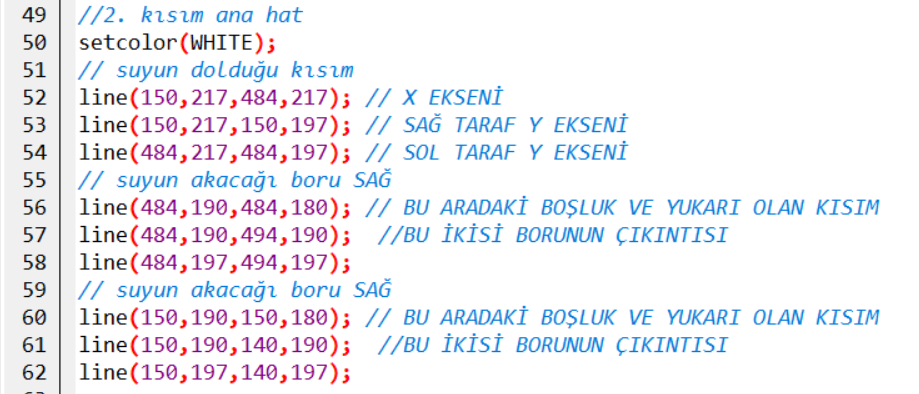 49 //2. kısım ana hat
50 setcolor(WHITE);
51 // suyun dolduğu kısım
52 line(150,217,484,217); // X EKSENİ
53 line(150,217,150,197); // SAĞ TARAF Y EKSENİ
54 line(484,217,484,197); // SOL TARAF Y EKSENİ
55 // suyun akacağı boru SAĞ
56 line(484,190,484,180); // BU ARADAKİ BOŞLUK VE YUKARI OLAN KISIM
57 line(484,190,494,190);  //BU İKİSİ BORUNUN ÇIKINTISI
58 line(484,197,494,197);
59 // suyun akacağı boru SAĞ
60 line(150,190,150,180); // BU ARADAKİ BOŞLUK VE YUKARI OLAN KISIM
61 line(150,190,140,190);  //BU İKİSİ BORUNUN ÇIKINTISI
62 line(150,197,140,197);